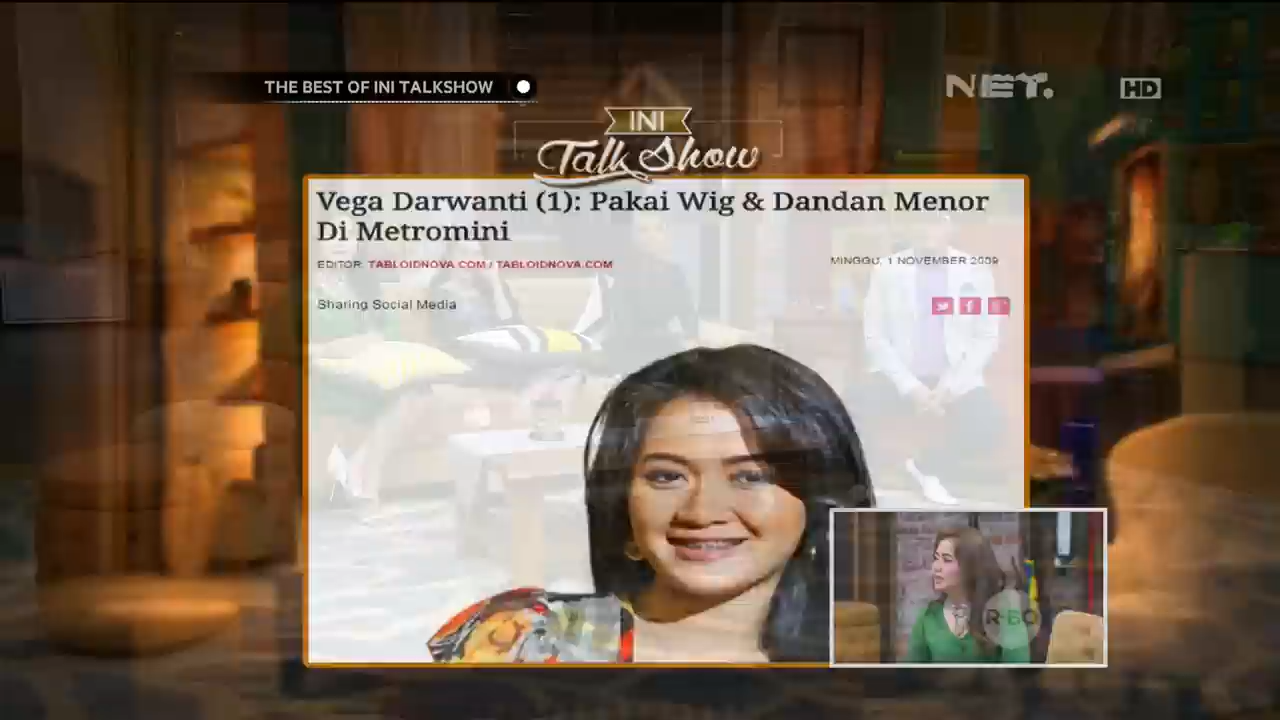 THE BEST OF INI TALKSHOW
NET.
HD
INI
Talk Show
Vega Darwanti (1): Pakai Wig & Dandan Menor
Di Metromini
EDITOR: TABLOIDNOVA.COM / TABLOIDNOVA.COM
MINGGU, 1 NOVEMBER 2009
Sharing Social Media